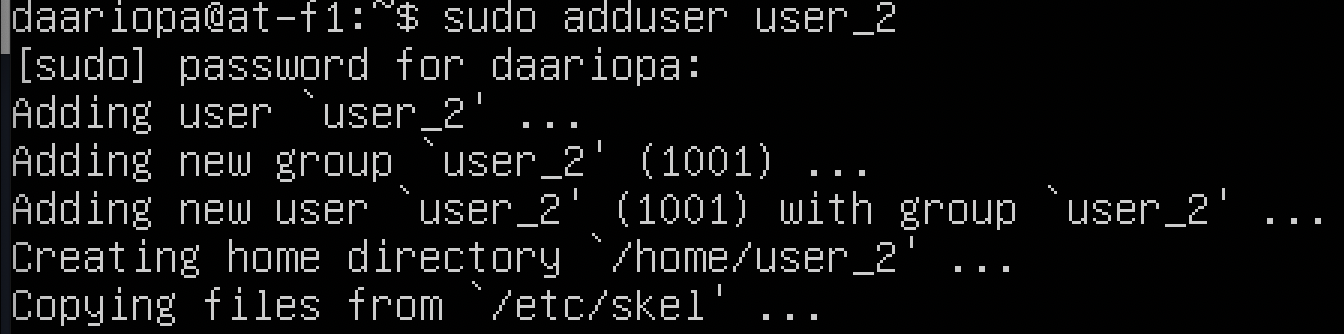 daariopa@at-f1:~$ sudo adduser user_2
[sudo] password for daariopa:
Adding user `user_2' ...
Adding new group `user_2' (1001) ...
Adding new user `user_2' (1001) with group `user_2' ...
Creating home directory `/home/user_2' ...
Copying files from `/etc/skel' ...